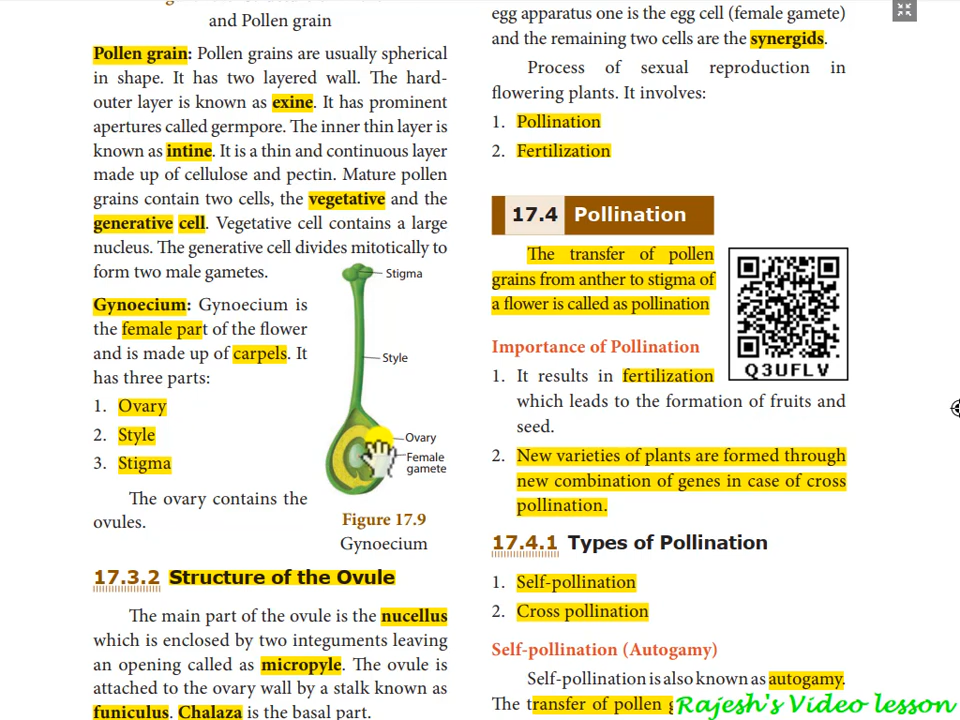 and Pollen grain
Pollen grain: Pollen grains are usually spherical
in shape. It has two layered wall. The hard-
outer layer is known as exine. It has prominent
apertures called germpore. The inner thin layer is
known as intine. It is a thin and continuous layer
made up of cellulose and pectin. Mature pollen
grains contain two cells, the vegetative and the
generative cell. Vegetative cell contains a large
nucleus. The generative cell divides mitotically to
form two male gametes.
Gynoecium: Gynoecium is
the female part of the flower
and is made up of carpels. It
has three parts:
1. Ovary
2. Style
3. Stigma
The ovary contains the
ovules.
Stigma
Style
Ovary
Female
gamete
Figure 17.9
Gynoecium
17.3.2 Structure of the Ovule
The main part of the ovule is the nucellus
which is enclosed by two integuments leaving
an opening called as micropyle. The ovule is
attached to the ovary wall by a stalk known as
funiculus. Chalaza is the basal part.
egg apparatus one is the egg cell (female gamete)
and the remaining two cells are the synergids.
Process of sexual reproduction in
flowering plants. It involves:
1. Pollination
2. Fertilization
17.4 Pollination
The transfer of pollen
grains from anther to stigma of
a flower is called as pollination
Q3UFLV
Importance of Pollination
1. It results in fertilization
which leads to the formation of fruits and
seed.
2. New varieties of plants are formed through
new combination of genes in case of cross
pollination.
17.4.1 Types of Pollination
1. Self-pollination
2. Cross pollination
Self-pollination (Autogamy)
Self-pollination is also known as autogamy.
The transfer of pollen
Rajesh's Video lesson